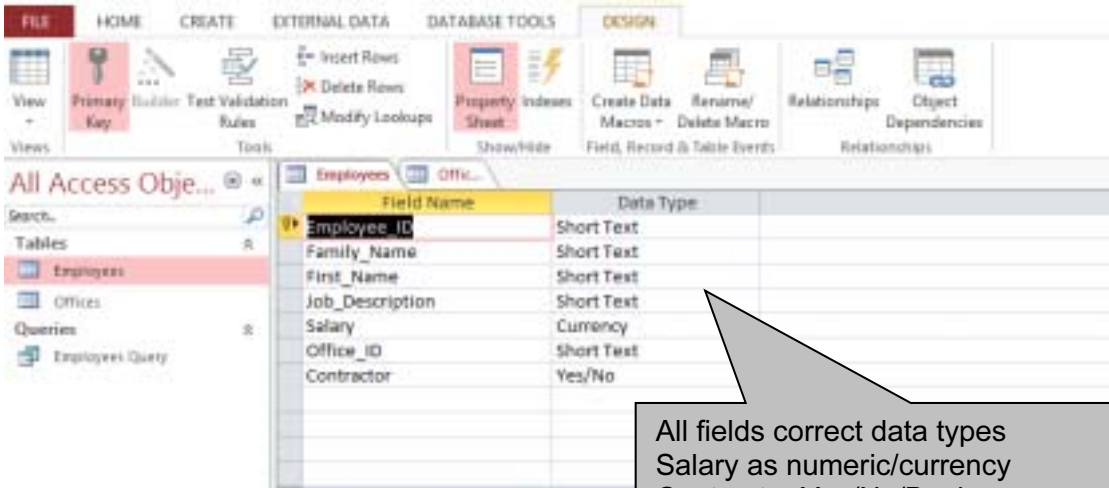 FILE HOME CREATE EXTERNAL DATA DATABASE TOOLS DESIGN
View Primary Key Builder Test Validation Rules
Insert Rows
Delete Rows
Modify Lookups
Property Sheet Indexes
Create Data Macros Rename/ Delete Macro
Relationships Object Dependencies
Views Tools Show/Hide Field, Record & Table Events Relationships
All Access Obje...
Search..
Tables
Employees
Offices
Queries
Employees Query
Employees Offic...
Field Name Data Type
Employee_ID Short Text
Family_Name Short Text
First_Name Short Text
Job_Description Short Text
Salary Currency
Office_ID Short Text
Contractor Yes/No
All fields correct data types
Salary as numeric/currency